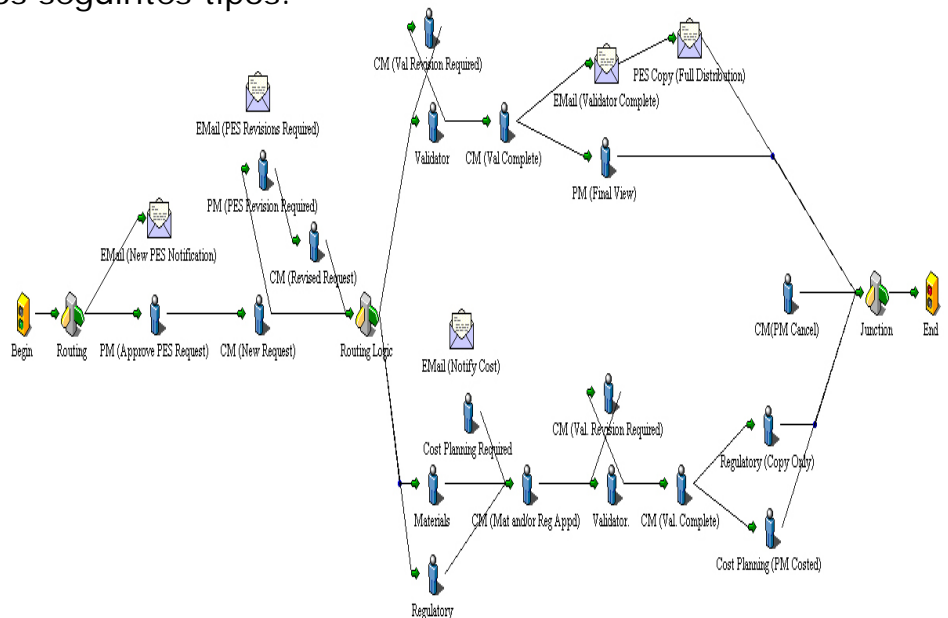 os seguintes tipos:
CM (Val Revision Required)
PES Copy (Full Distribution)
EMail (Validator Complete)
EMail (PES Revisions Required)
Validator
CM (Val Complete)
PM (Final View)
PM (PES Revision Required)
EMail (New PES Notification)
CM (Revised Request)
Begin
Routing
PM (Approve PES Request)
CM (New Request)
Routing Logic
CM(PM Cancel)
Junction
End
EMail (Notify Cost)
Cost Planning Required
CM (Val. Revision Required)
Regulatory (Copy Only)
Materials
CM (Mat and/or Reg Appd)
Validator.
CM (Val. Complete)
Cost Planning (PM Costed)
Regulatory